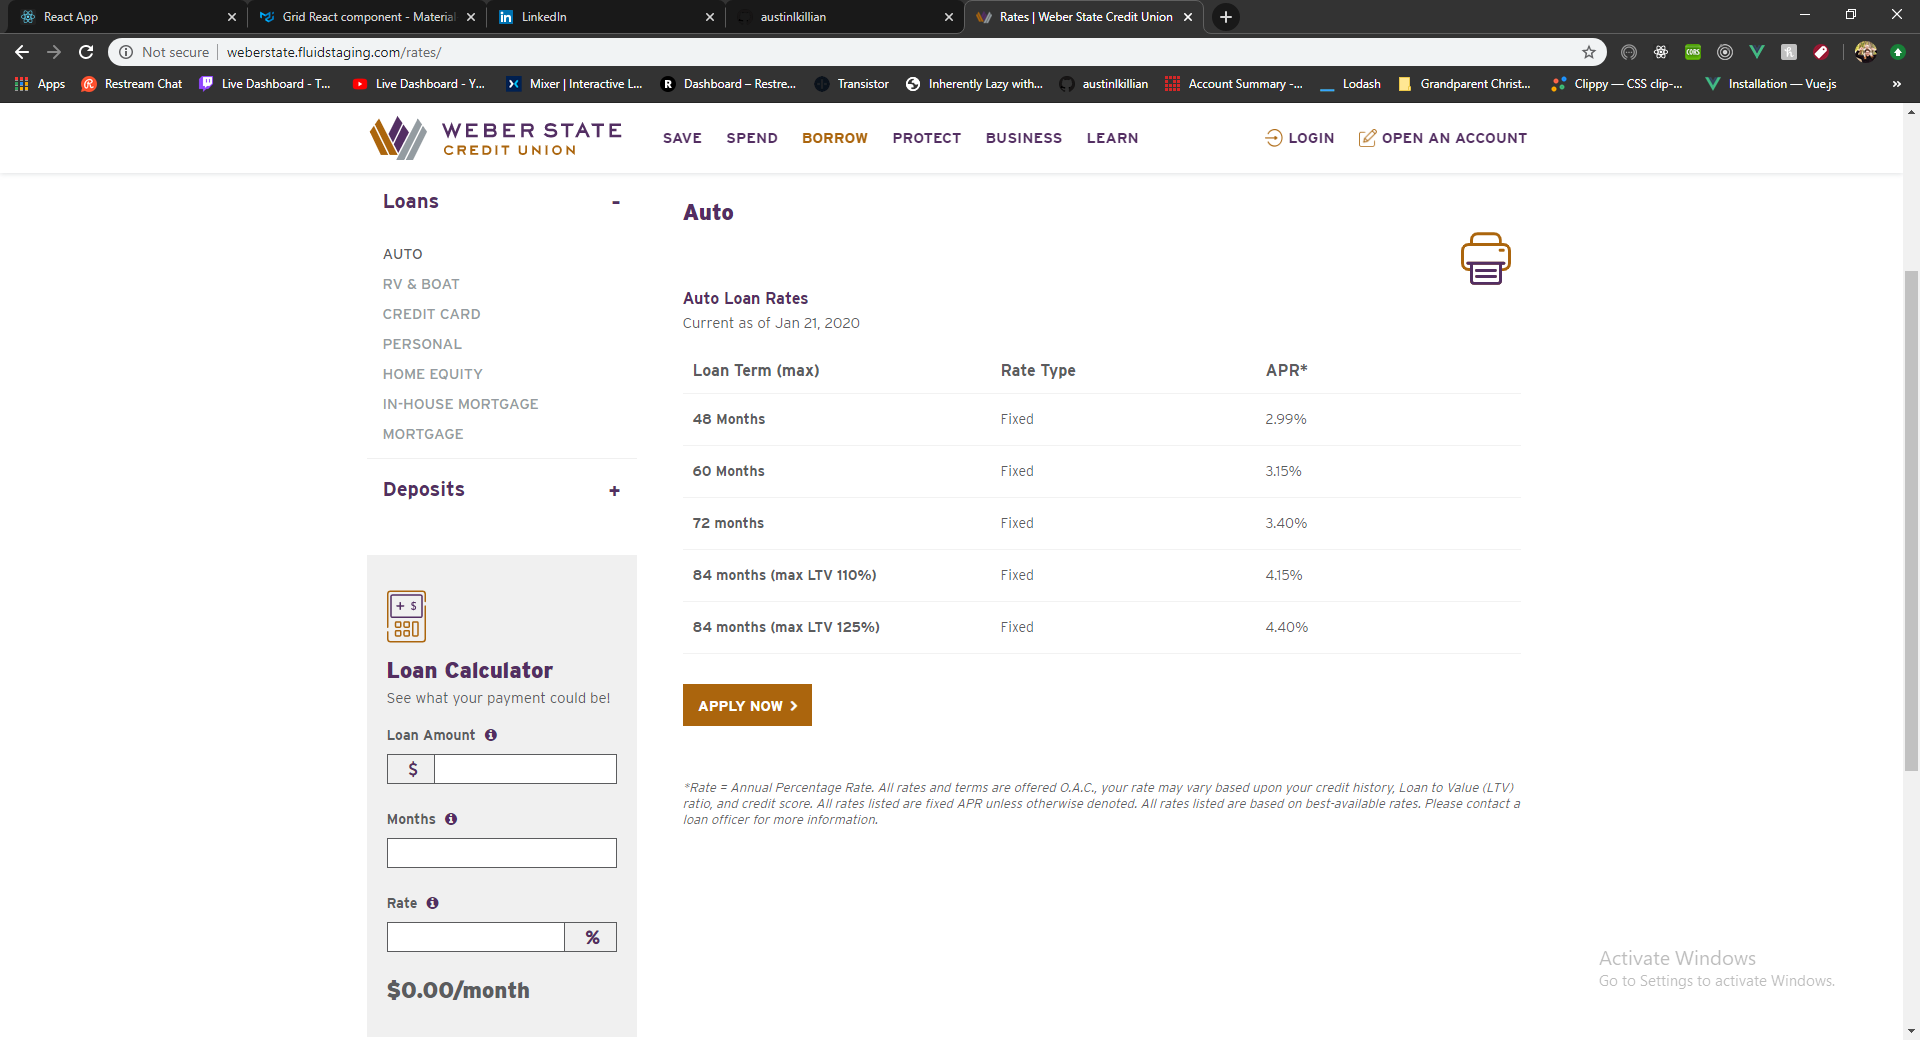 React App
Grid React component - Material
LinkedIn
austinlkillian
Rates | Weber State Credit Union
Not secure
weberstate.fluidstaging.com/rates/
Apps
Restream Chat
Live Dashboard - T...
Live Dashboard - Y...
Mixer | Interactive L...
Dashboard – Restre...
Transistor
Inherently Lazy with...
austinlkillian
Account Summary -...
Lodash
Grandparent Christ...
Clippy — CSS clip-...
Installation — Vue.js
»
WEBER STATE
CREDIT UNION
SAVE
SPEND
BORROW
PROTECT
BUSINESS
LEARN
LOGIN
OPEN AN ACCOUNT
Loans -
AUTO
RV & BOAT
CREDIT CARD
PERSONAL
HOME EQUITY
IN-HOUSE MORTGAGE
MORTGAGE
Deposits +
+ $
Loan Calculator
See what your payment could be!
Loan Amount
$
Months
Rate
%
$0.00/month
Auto
Auto Loan Rates
Current as of Jan 21, 2020
Loan Term (max) Rate Type APR*
48 Months Fixed 2.99%
60 Months Fixed 3.15%
72 months Fixed 3.40%
84 months (max LTV 110%) Fixed 4.15%
84 months (max LTV 125%) Fixed 4.40%
APPLY NOW >
*Rate = Annual Percentage Rate. All rates and terms are offered O.A.C., your rate may vary based upon your credit history, Loan to Value (LTV)
ratio, and credit score. All rates listed are fixed APR unless otherwise denoted. All rates listed are based on best-available rates. Please contact a
loan officer for more information.
Activate Windows
Go to Settings to activate Windows.